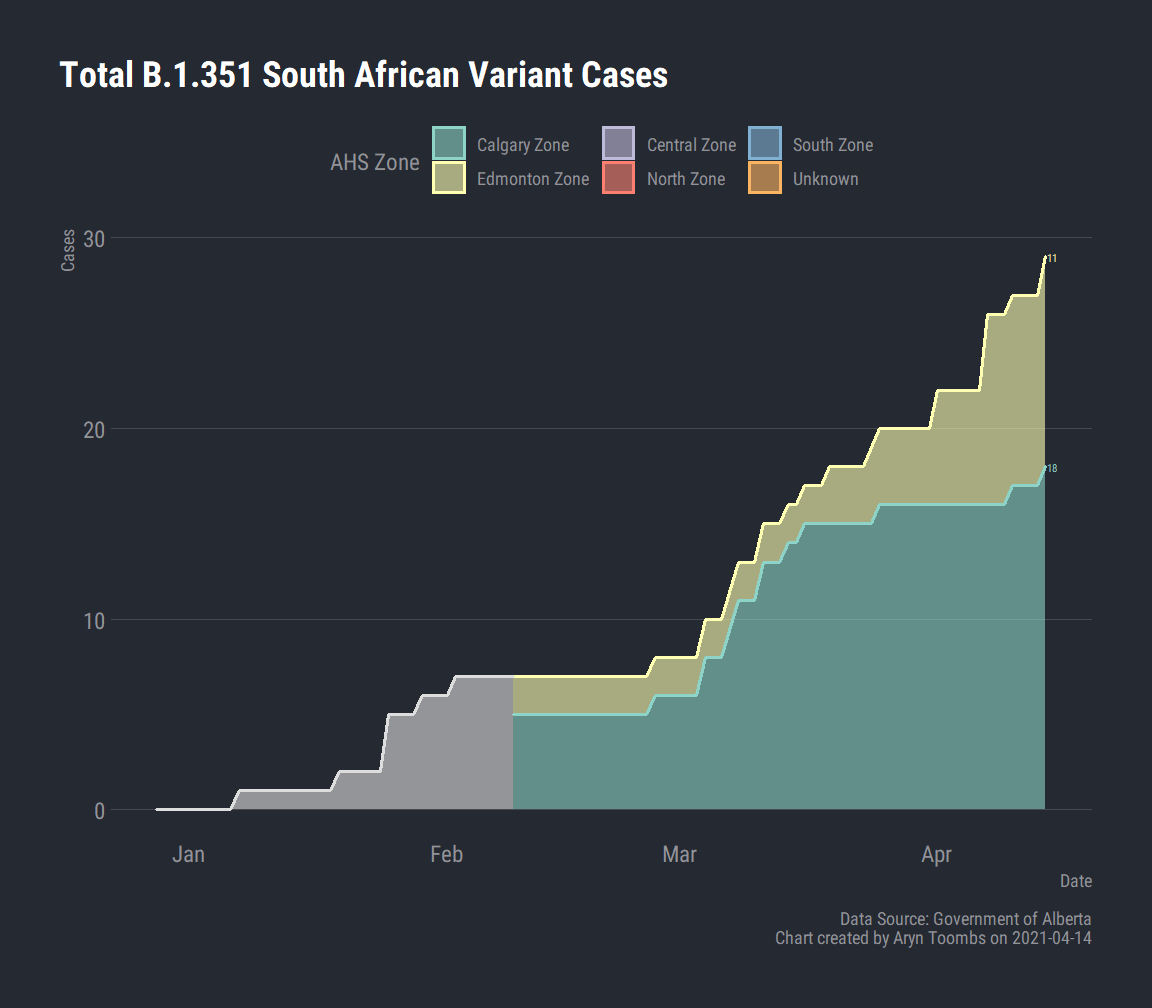 Total B.1.351 South African Variant Cases
AHS Zone
Calgary Zone
Central Zone
South Zone
Edmonton Zone
North Zone
Unknown
Cases
30
20
10
0
11
18
Jan
Feb
Mar
Apr
Date
Data Source: Government of Alberta
Chart created by Aryn Toombs on 2021-04-14